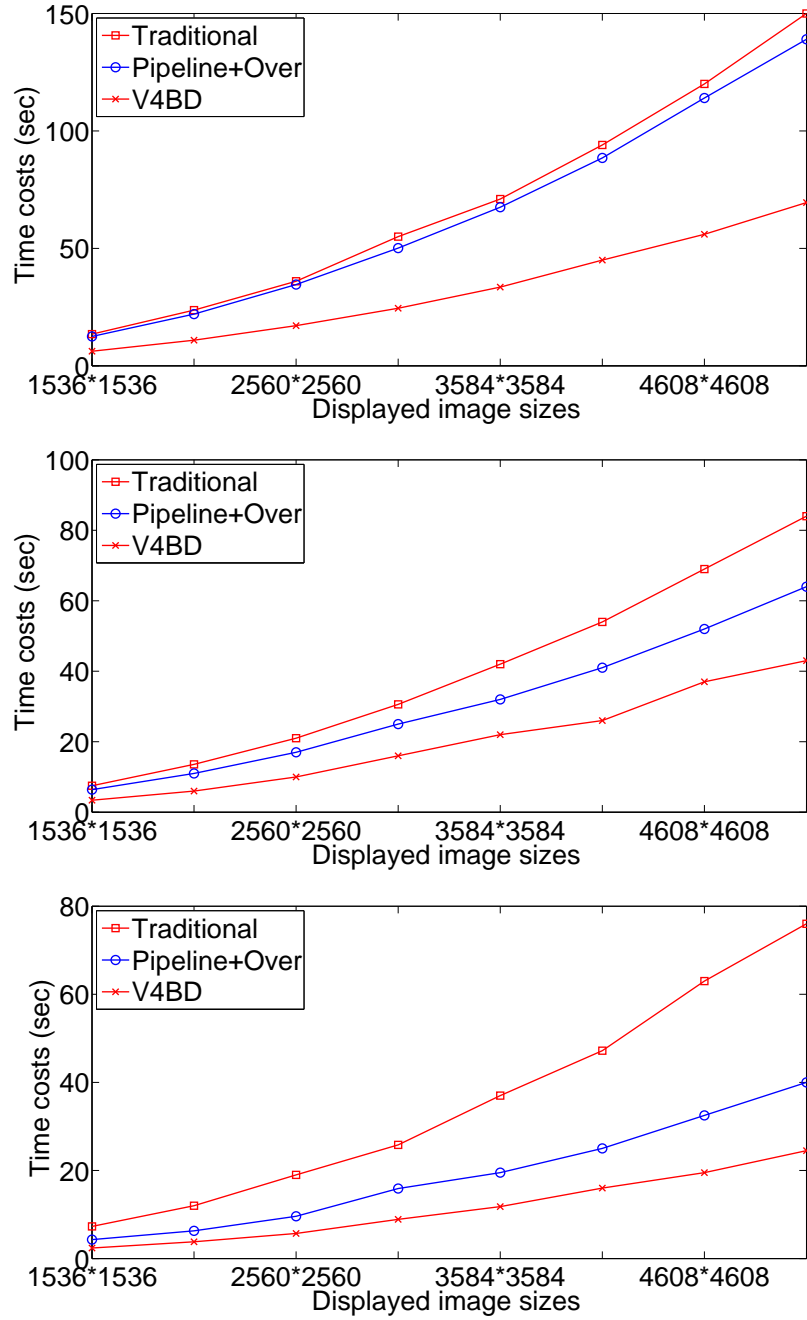 150
100
50
0
Time costs (sec)
Traditional
Pipeline+Over
V4BD
1536*1536 2560*2560 3584*3584 4608*4608
Displayed image sizes
100
80
60
40
20
0
Time costs (sec)
Traditional
Pipeline+Over
V4BD
1536*1536 2560*2560 3584*3584 4608*4608
Displayed image sizes
80
60
40
20
0
Time costs (sec)
Traditional
Pipeline+Over
V4BD
1536*1536 2560*2560 3584*3584 4608*4608
Displayed image sizes